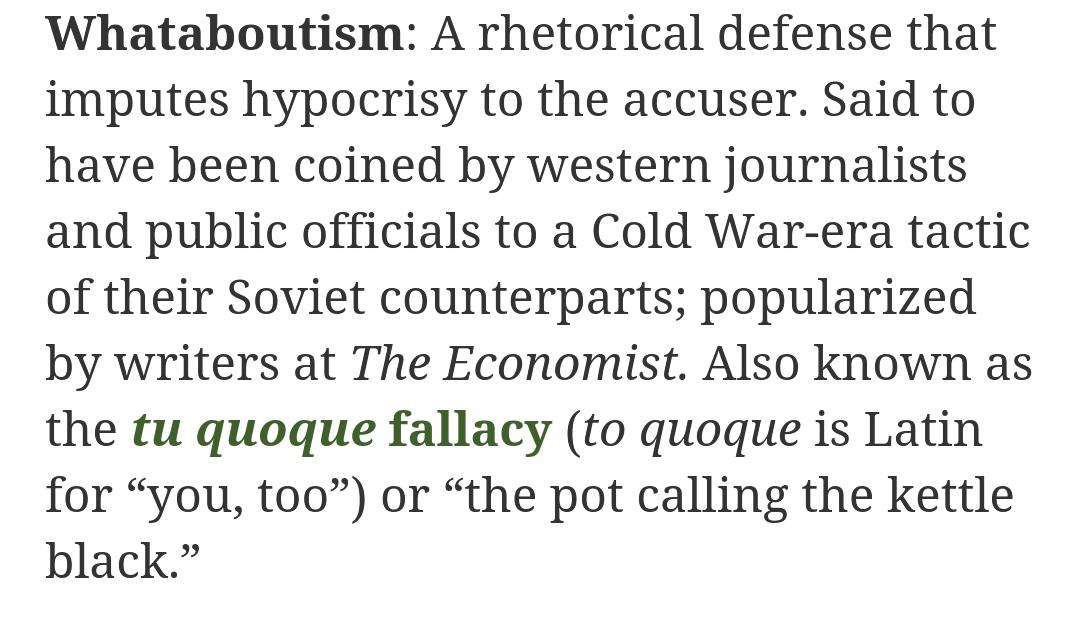 Whataboutism: A rhetorical defense that
imputes hypocrisy to the accuser. Said to
have been coined by western journalists
and public officials to a Cold War-era tactic
of their Soviet counterparts; popularized
by writers at The Economist. Also known as
the tu quoque fallacy (to quoque is Latin
for “you, too”) or “the pot calling the kettle
black.”